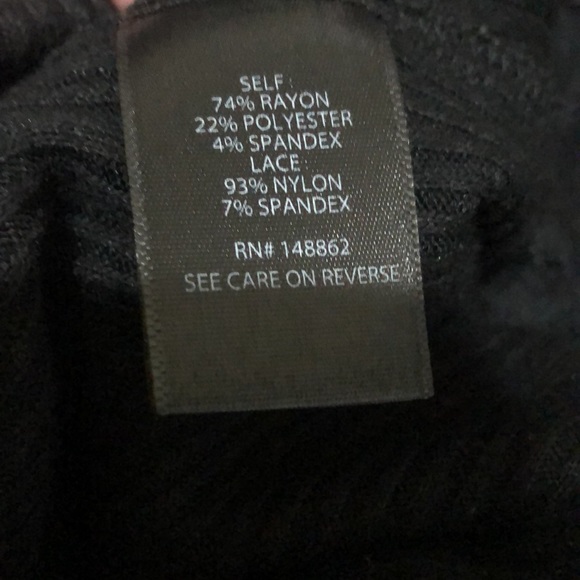 SELF:
74% RAYON
22% POLYESTER
4% SPANDEX
LACE:
93% NYLON
7% SPANDEX
RN# 148862
SEE CARE ON REVERSE